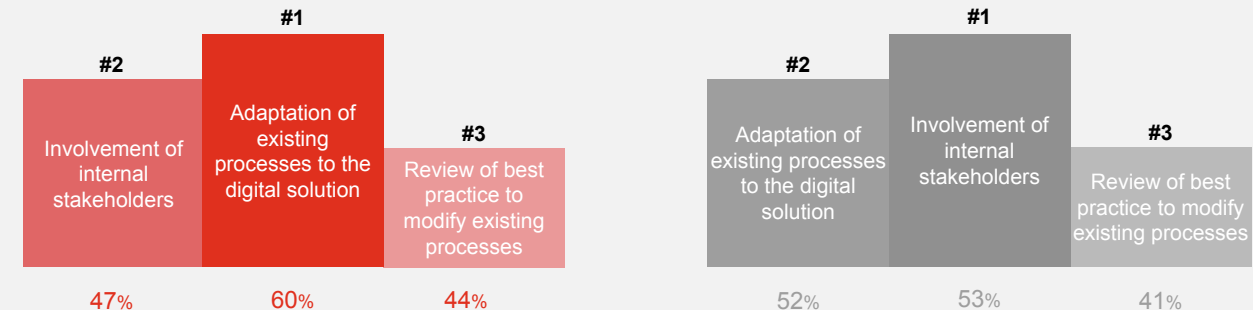 #1
#2
#3
Involvement of
internal
stakeholders
Adaptation of
existing
processes to the
digital solution
Review of best
practice to
modify existing
processes
47%
60%
44%
#1
#2
#3
Adaptation of
existing processes
to the digital
solution
Involvement of
internal
stakeholders
Review of best
practice to modify
existing processes
52%
53%
41%